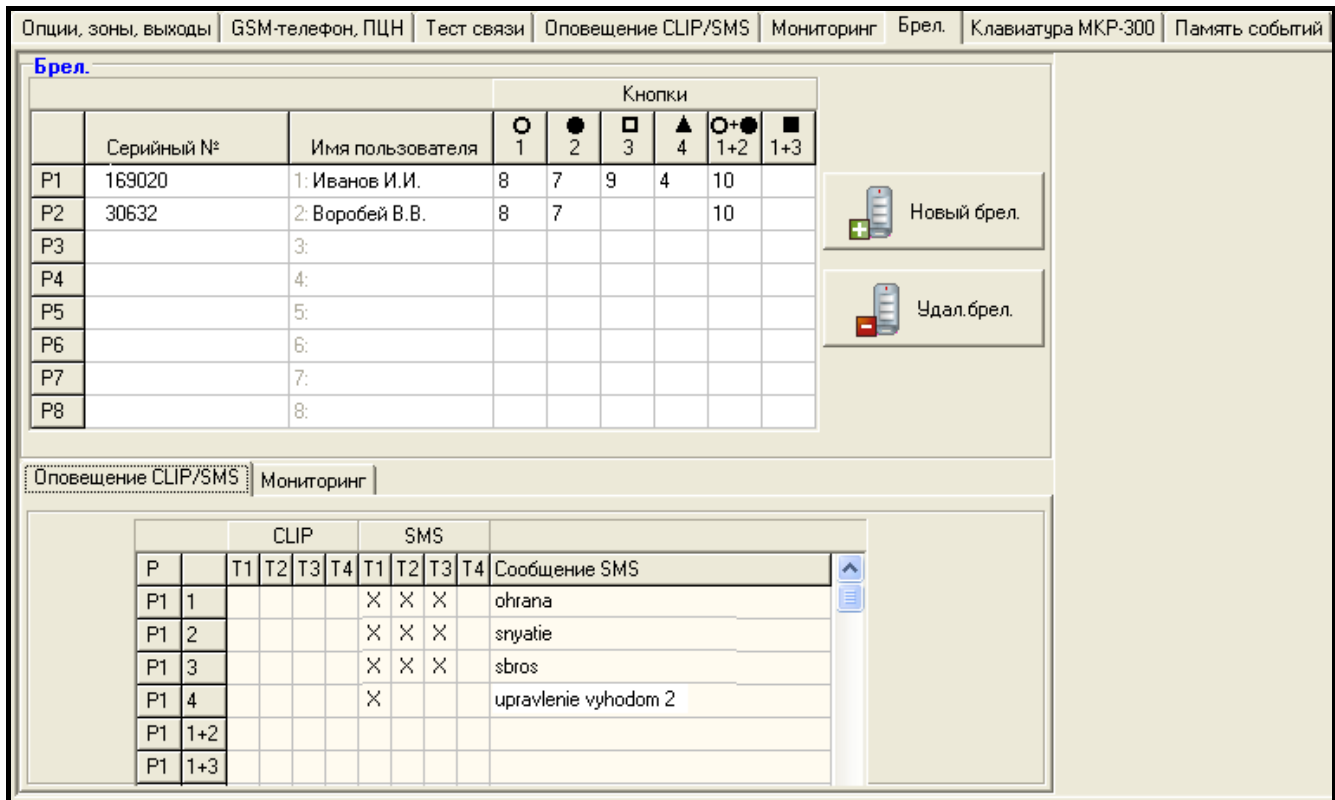 Опции, зоны, выходы GSM-телефон, ПЦН Тест связи Оповещение CLIP/SMS Мониторинг Брел. Клавиатура МКР-300 Память событий
Брел.
Кнопки
Серийный № Имя пользователя 1 2 3 4 1+2 1+3
P1 169020 1: Иванов И.И. 8 7 9 4 10
P2 30632 2: Воробей В.В. 8 7 10
P3 3:
P4 4:
P5 5:
P6 6:
P7 7:
P8 8:
Новый брел.
Удал.брел.
Оповещение CLIP/SMS Мониторинг
CLIP SMS
P T1 T2 T3 T4 T1 T2 T3 T4 Сообщение SMS
P1 1 X X X ohrana
P1 2 X X X snyatie
P1 3 X X X sbros
P1 4 X upravlenie vyhodom 2
P1 1+2
P1 1+3